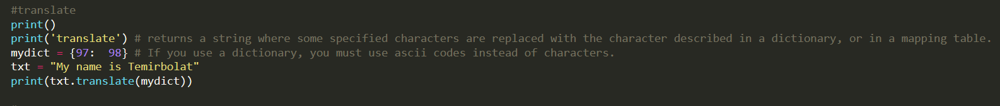 #translate
print()
print('translate') # returns a string where some specified characters are replaced with the character described in a dictionary, or in a mapping table.
mydict = {97:  98} # If you use a dictionary, you must use ascii codes instead of characters.
txt = "My name is Temirbolat"
print(txt.translate(mydict))